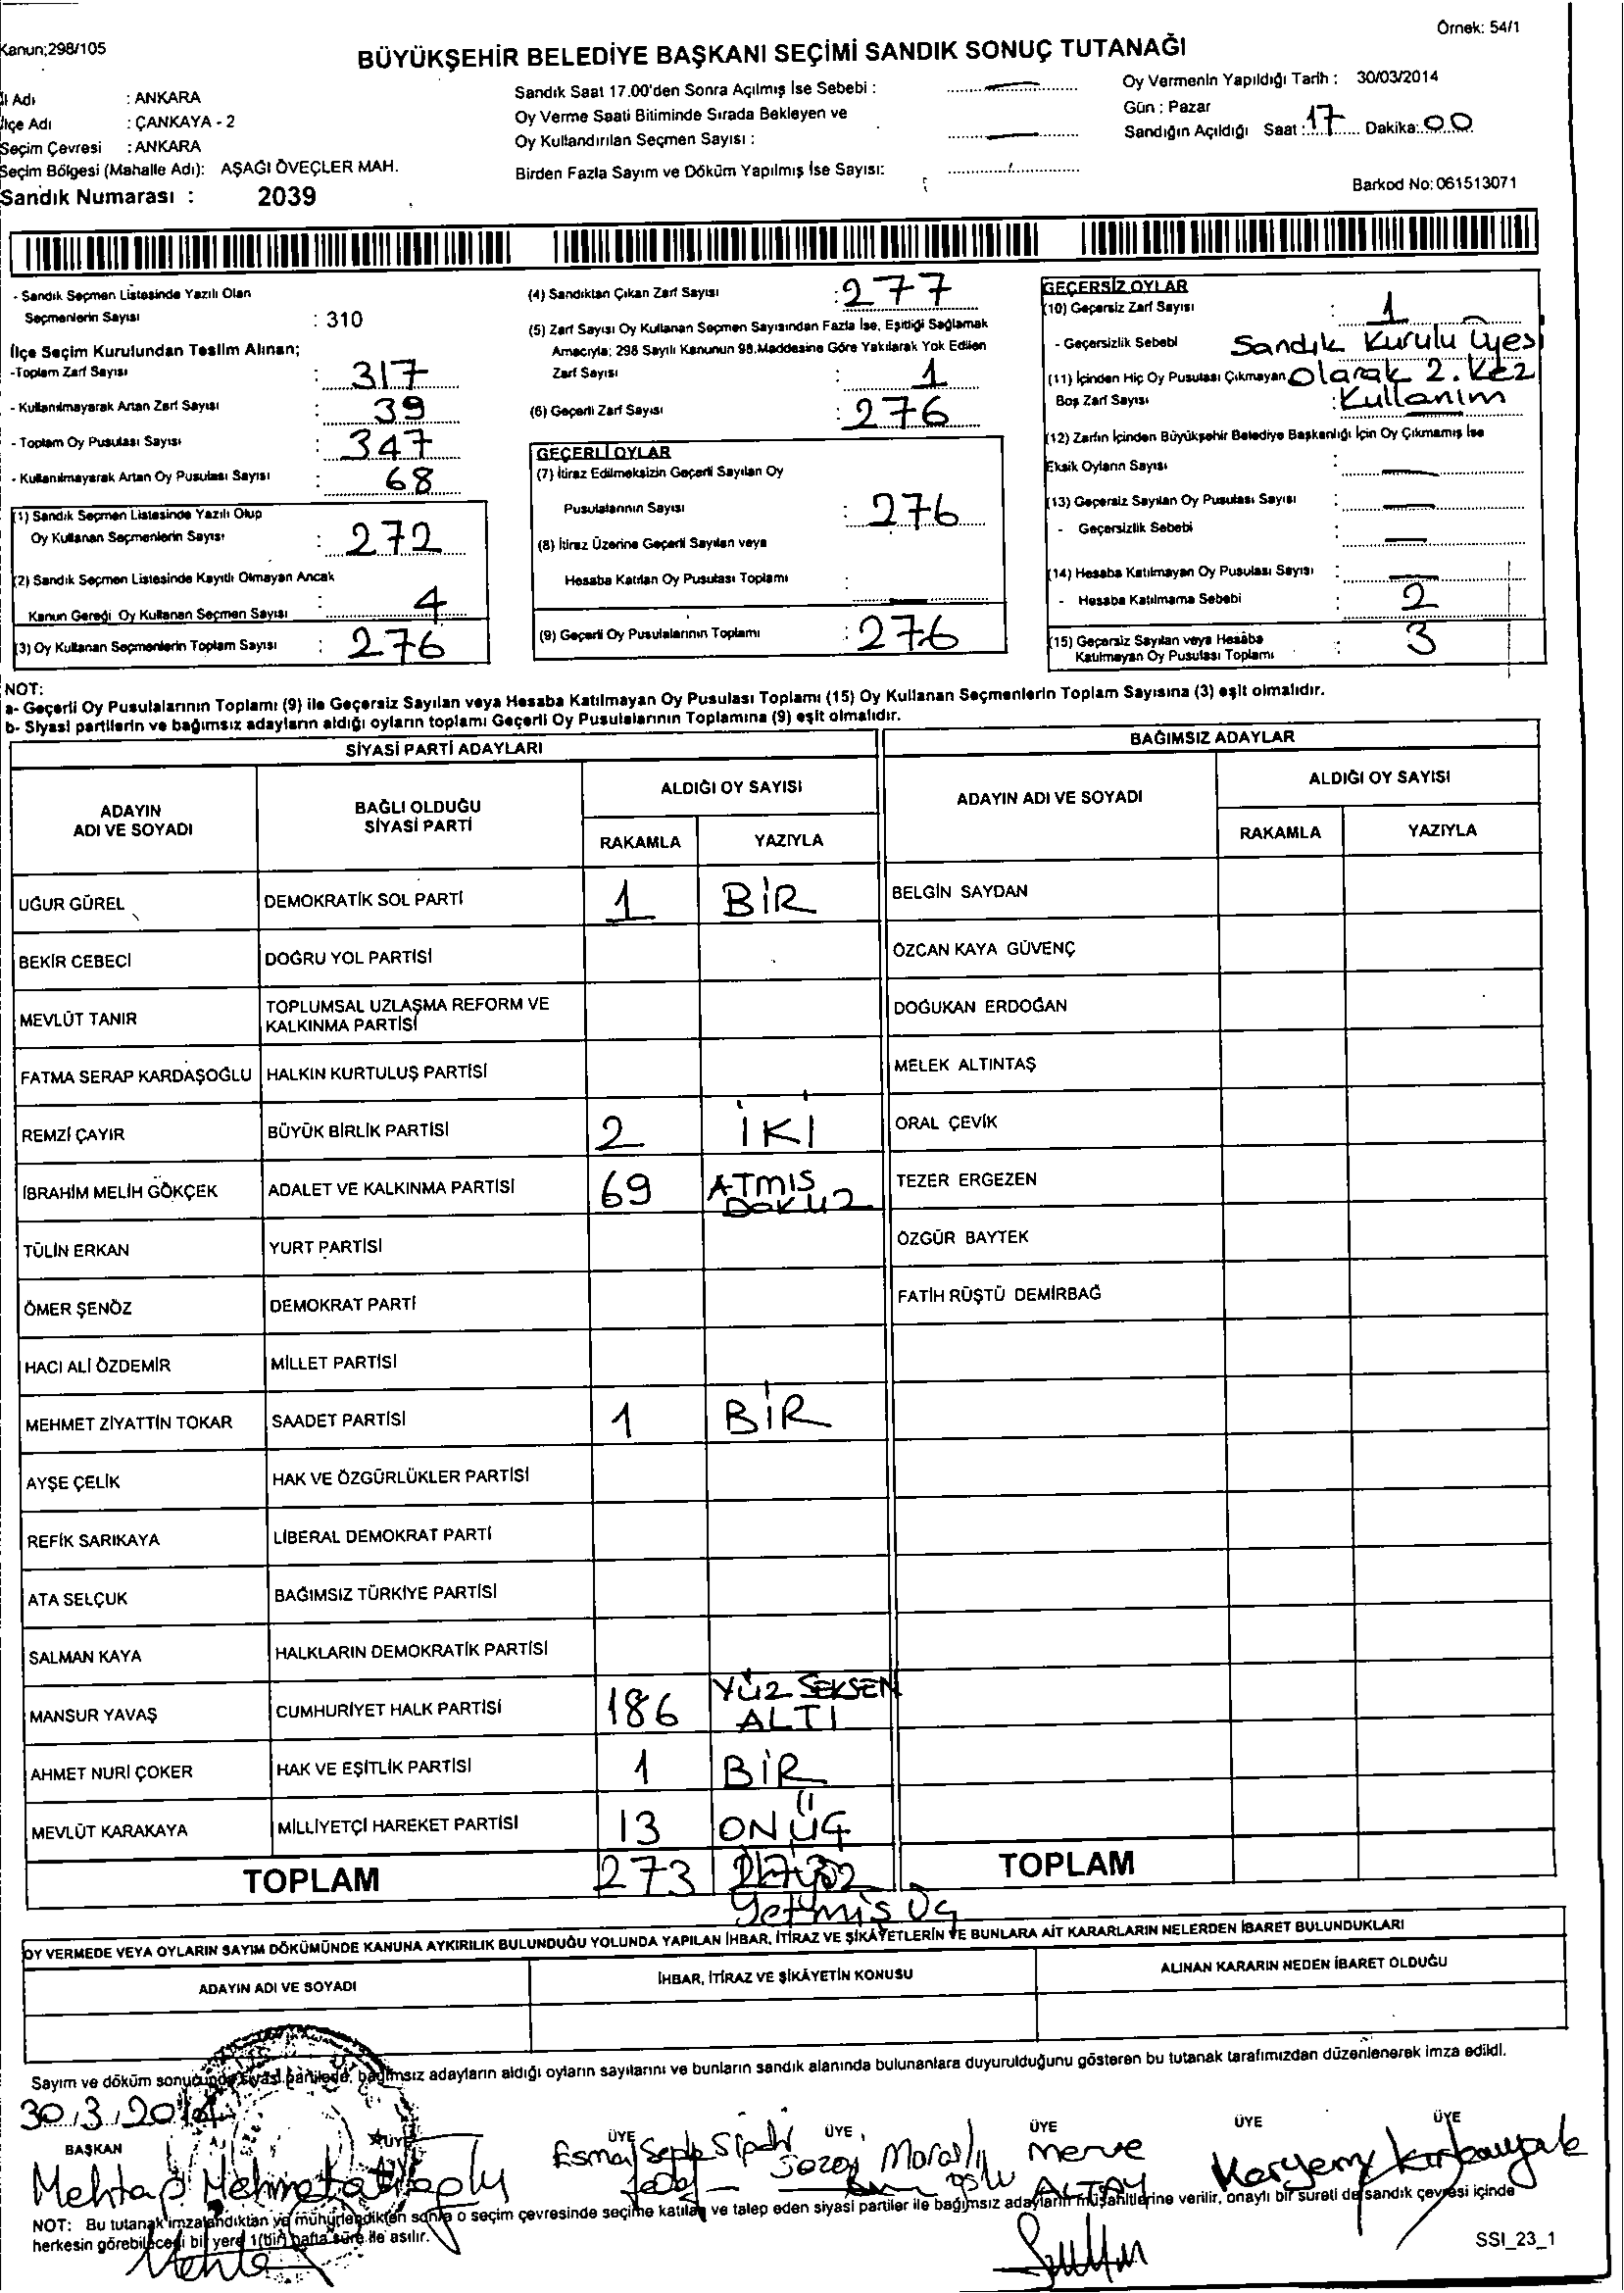 Örnek: 54/1
Kanun;298/105
BÜYÜKŞEHİR BELEDİYE BAŞKANI SEÇİMİ SANDIK SONUÇ TUTANAĞI
İl Adı : ANKARA
İlçe Adı : ÇANKAYA - 2
Seçim Çevresi : ANKARA
Seçim Bölgesi (Mahalle Adı): AŞAĞI ÖVEÇLER MAH.
Sandık Numarası : 2039
Sandık Saat 17.00'den Sonra Açılmış İse Sebebi :
Oy Verme Saati Bitiminde Sırada Bekleyen ve
Oy Kullandırılan Seçmen Sayısı :
Birden Fazla Sayım ve Döküm Yapılmış İse Sayısı:
Oy Vermenin Yapıldığı Tarih : 30/03/2014
Gün : Pazar
Sandığın Açıldığı Saat : 17 Dakika: 00
Barkod No: 061513071
- Sandık Seçmen Listesinde Yazılı Olan
Seçmenlerin Sayısı : 310
İlçe Seçim Kurulundan Teslim Alınan;
-Toplam Zarf Sayısı : 317
- Kullanılmayarak Artan Zarf Sayısı : 39
- Toplam Oy Pusulası Sayısı : 347
- Kullanılmayarak Artan Oy Pusulası Sayısı : 68
(1) Sandık Seçmen Listesinde Yazılı Olup
Oy Kullanan Seçmenlerin Sayısı : 272
(2) Sandık Seçmen Listesinde Kayıtlı Olmayan Ancak
Kanun Gereği Oy Kullanan Seçmen Sayısı : 4
(3) Oy Kullanan Seçmenlerin Toplam Sayısı : 276
(4) Sandıktan Çıkan Zarf Sayısı : 277
(5) Zarf Sayısı Oy Kullanan Seçmen Sayısından Fazla İse, Eşitliği Sağlamak
Amacıyla; 298 Sayılı Kanunun 98.Maddesine Göre Yakılarak Yok Edilen
Zarf Sayısı : 1
(6) Geçerli Zarf Sayısı : 276
GEÇERLİ OYLAR
(7) İtiraz Edilmeksizin Geçerli Sayılan Oy
Pusulalarının Sayısı : 276
(8) İtiraz Üzerine Geçerli Sayılan veya
Hesaba Katılan Oy Pusulası Toplamı :
(9) Geçerli Oy Pusulalarının Toplamı : 276
GEÇERSİZ OYLAR
(10) Geçersiz Zarf Sayısı : 1
- Geçersizlik Sebebi Sandık Kurulu üyesi
(11) İçinden Hiç Oy Pusulası Çıkmayan olarak 2. kez
Boş Zarf Sayısı : Kullanım
(12) Zarfın İçinden Büyükşehir Belediye Başkanlığı İçin Oy Çıkmamış İse
Eksik Oyların Sayısı :
(13) Geçersiz Sayılan Oy Pusulası Sayısı :
- Geçersizlik Sebebi :
(14) Hesaba Katılmayan Oy Pusulası Sayısı :
- Hesaba Katılmama Sebebi : 2
(15) Geçersiz Sayılan veya Hesaba : 3
Katılmayan Oy Pusulası Toplamı
NOT:
a- Geçerli Oy Pusulalarının Toplamı (9) ile Geçersiz Sayılan veya Hesaba Katılmayan Oy Pusulası Toplamı (15) Oy Kullanan Seçmenlerin Toplam Sayısına (3) eşit olmalıdır.
b- Siyasi partilerin ve bağımsız adayların aldığı oyların toplamı Geçerli Oy Pusulalarının Toplamına (9) eşit olmalıdır.
SİYASİ PARTİ ADAYLARI
ADAYIN
ADI VE SOYADI
BAĞLI OLDUĞU
SİYASİ PARTİ
ALDIĞI OY SAYISI
RAKAMLA YAZIYLA
UĞUR GÜREL DEMOKRATİK SOL PARTİ 1 BİR
BEKİR CEBECİ DOĞRU YOL PARTİSİ
MEVLÜT TANIR TOPLUMSAL UZLAŞMA REFORM VE
KALKINMA PARTİSİ
FATMA SERAP KARDAŞOĞLU HALKIN KURTULUŞ PARTİSİ
REMZİ ÇAYIR BÜYÜK BİRLİK PARTİSİ 2 İKİ
İBRAHİM MELİH GÖKÇEK ADALET VE KALKINMA PARTİSİ 69 ATMIS
DOKUZ
TÜLİN ERKAN YURT PARTİSİ
ÖMER ŞENÖZ DEMOKRAT PARTİ
HACI ALİ ÖZDEMİR MİLLET PARTİSİ
MEHMET ZİYATTİN TOKAR SAADET PARTİSİ 1 BİR
AYŞE ÇELİK HAK VE ÖZGÜRLÜKLER PARTİSİ
REFİK SARIKAYA LİBERAL DEMOKRAT PARTİ
ATA SELÇUK BAĞIMSIZ TÜRKİYE PARTİSİ
SALMAN KAYA HALKLARIN DEMOKRATİK PARTİSİ
MANSUR YAVAŞ CUMHURİYET HALK PARTİSİ 186 YÜZ SEKSEN
ALTI
AHMET NURİ ÇOKER HAK VE EŞİTLİK PARTİSİ 1 BİR
MEVLÜT KARAKAYA MİLLİYETÇİ HAREKET PARTİSİ 13 ONÜÇ
TOPLAM 273
Yetmiş Üç
BAĞIMSIZ ADAYLAR
ADAYIN ADI VE SOYADI
ALDIĞI OY SAYISI
RAKAMLA YAZIYLA
BELGİN SAYDAN
ÖZCAN KAYA GÜVENÇ
DOĞUKAN ERDOĞAN
MELEK ALTINTAŞ
ORAL ÇEVİK
TEZER ERGEZEN
ÖZGÜR BAYTEK
FATİH RÜŞTÜ DEMİRBAĞ
TOPLAM
OY VERMEDE VEYA OYLARIN SAYIM DÖKÜMÜNDE KANUNA AYKIRILIK BULUNDUĞU YOLUNDA YAPILAN İHBAR, İTİRAZ VE ŞİKÂYETLERİN VE BUNLARA AİT KARARLARIN NELERDEN İBARET BULUNDUKLARI
ADAYIN ADI VE SOYADI İHBAR, İTİRAZ VE ŞİKÂYETİN KONUSU ALINAN KARARIN NEDEN İBARET OLDUĞU
Sayım ve döküm sonucunda siyasi partilerin, bağımsız adayların aldığı oyların sayılarını ve bunların sandık alanında bulunanlara duyurulduğunu gösteren bu tutanak tarafımızdan düzenlenerek imza edildi.
30.3.2014
BAŞKAN ÜYE ÜYE ÜYE ÜYE ÜYE ÜYE
Mehtap Esma Sipahi Merve
ALTAY
Meryem
NOT: Bu tutanak imzalandıktan ve mühürlendikten sonra o seçim çevresinde seçime katılan ve talep eden siyasi partiler ile bağımsız adayların müşahitlerine verilir, onaylı bir sureti de sandık çevresi içinde
herkesin görebileceği bir yere 1(bir) hafta süre ile asılır.
SSI_23_1